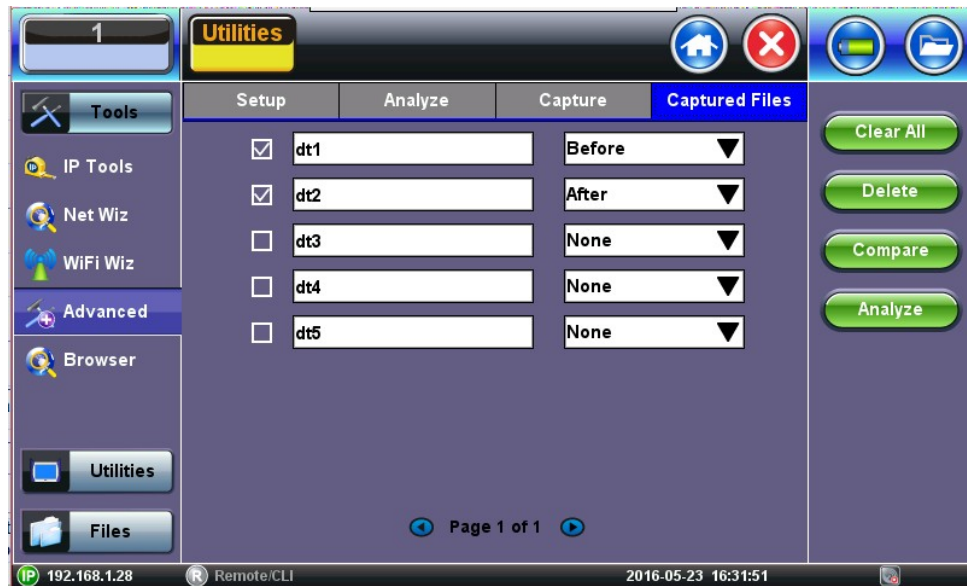 1
Utilities
Tools
IP Tools
Net Wiz
WiFi Wiz
Advanced
Browser
Utilities
Files
Setup
Analyze
Capture
Captured Files
dt1
Before
dt2
After
dt3
None
dt4
None
dt5
None
Page 1 of 1
Clear All
Delete
Compare
Analyze
IP 192.168.1.28
R Remote/CLI
2016-05-23 16:31:51